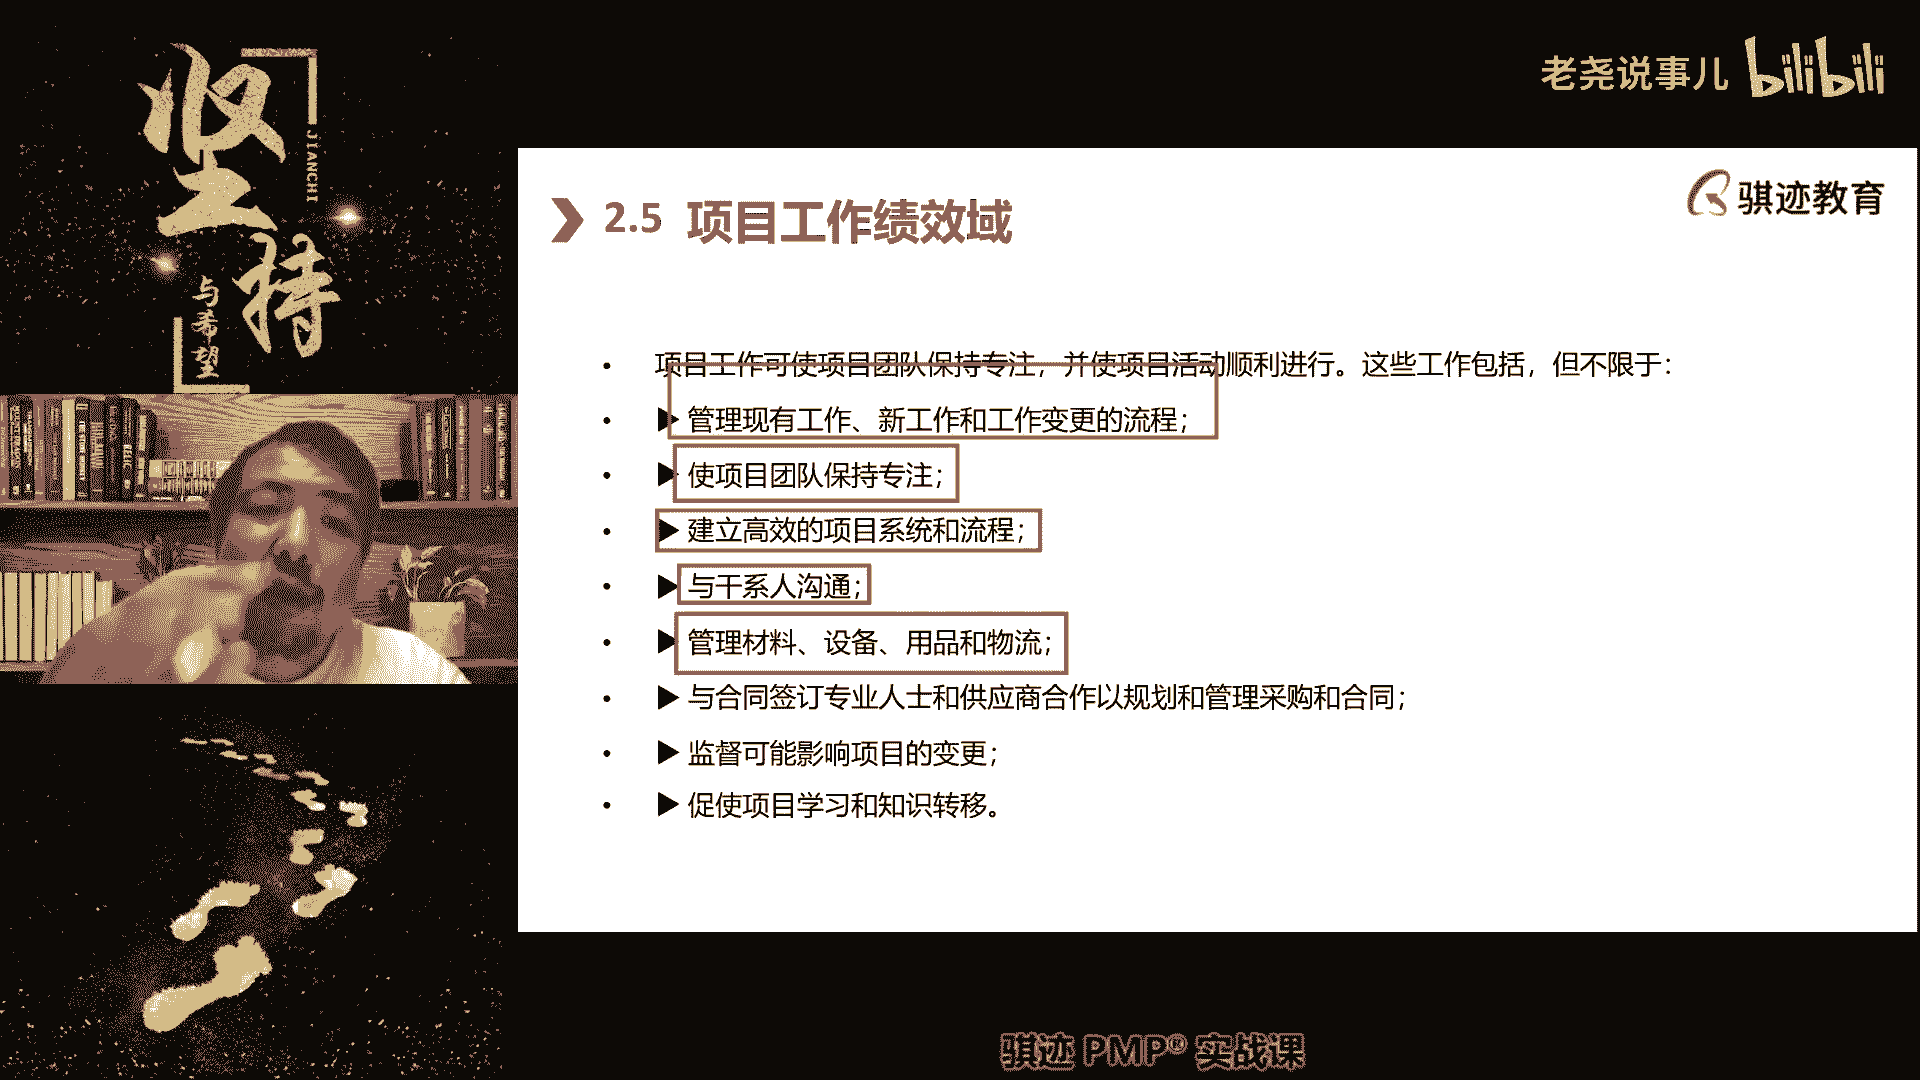 坚持
JIANCHI
与希望
老尧说事儿 bilibili
骐迹教育
2.5 项目工作绩效域
• 项目工作可使项目团队保持专注，并使项目活动顺利进行。这些工作包括，但不限于：
• ▶ 管理现有工作、新工作和工作变更的流程；
• ▶ 使项目团队保持专注；
• ▶ 建立高效的项目系统和流程；
• ▶ 与干系人沟通；
• ▶ 管理材料、设备、用品和物流；
• ▶ 与合同签订专业人士和供应商合作以规划和管理采购和合同；
• ▶ 监督可能影响项目的变更；
• ▶ 促使项目学习和知识转移。
骐迹 PMP® 实战课